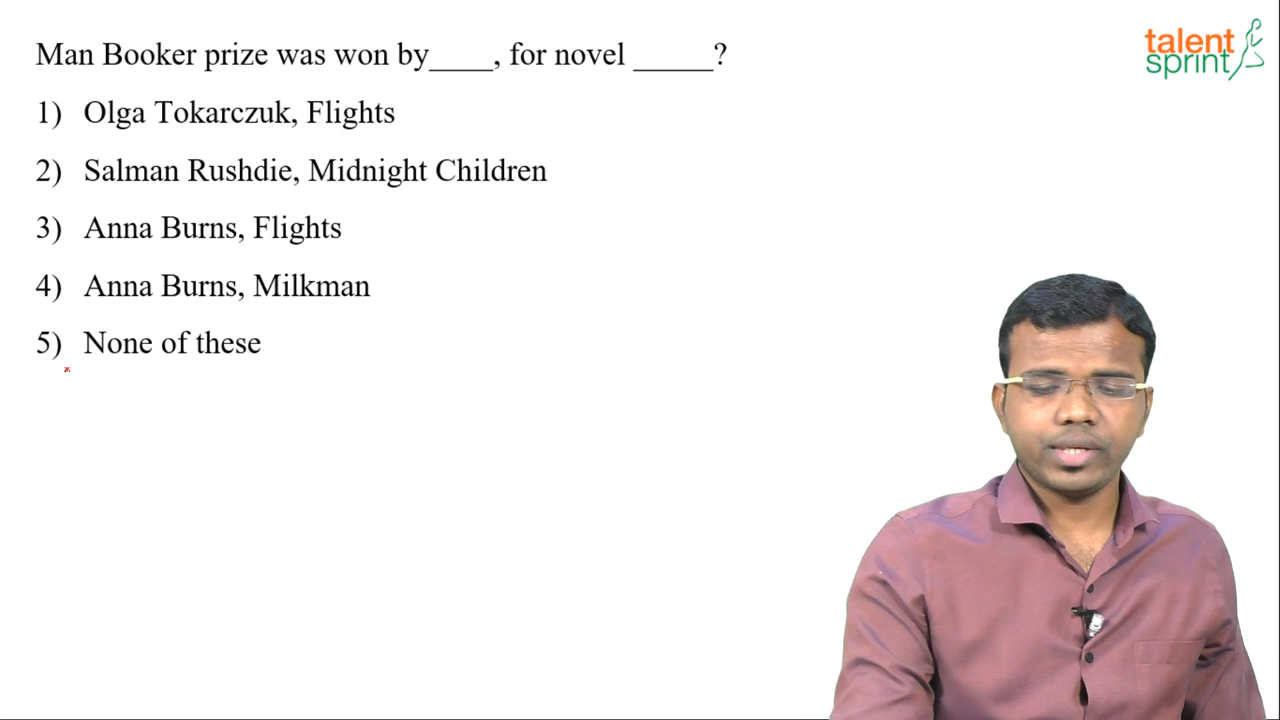 Man Booker prize was won by____, for novel _____?
1) Olga Tokarczuk, Flights
2) Salman Rushdie, Midnight Children
3) Anna Burns, Flights
4) Anna Burns, Milkman
5) None of these
talent
sprint